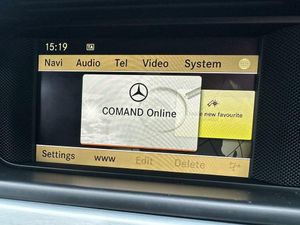 15:19
Navi Audio Tel Video System
COMAND Online
new favourite
Settings www Edit Delete